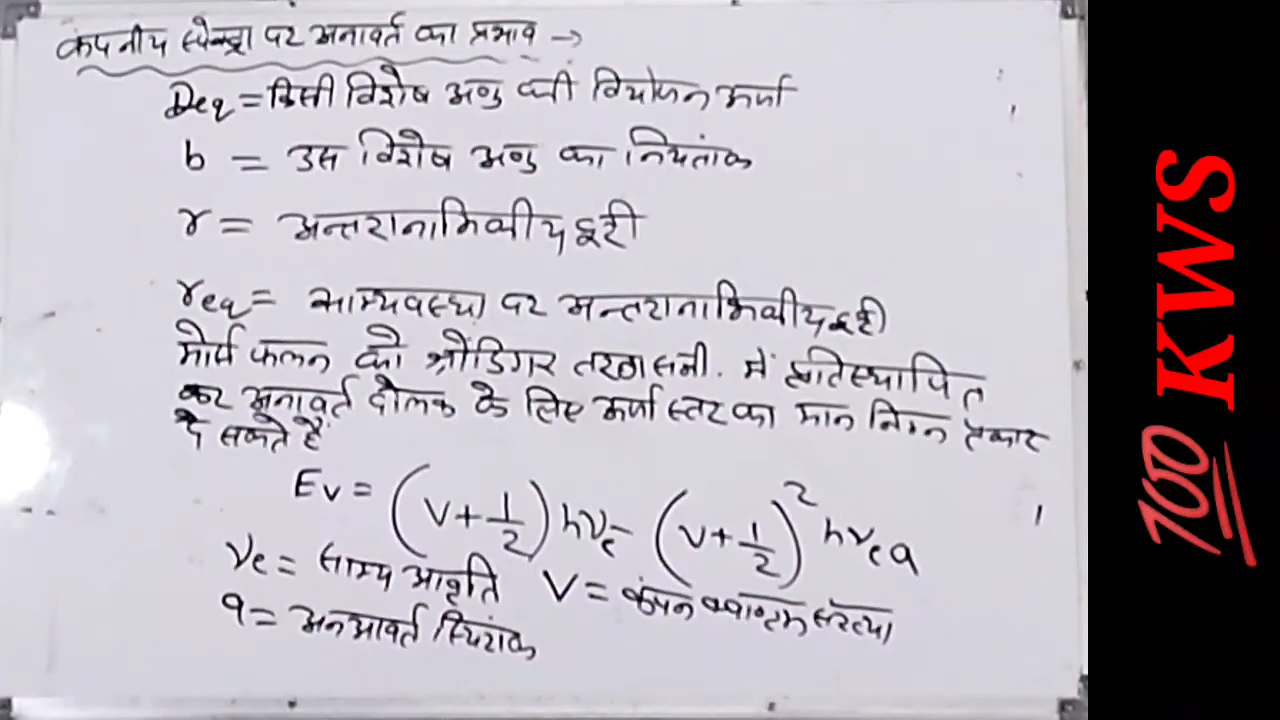 कंपनीय स्पेक्ट्रा पर अनावर्त का प्रभाव →
Deq = किसी विशेष अणु की वियोजन ऊर्जा
b = उस विशेष अणु का नियतांक
r = अन्तरानाभिकीय दूरी
req = साम्यवस्था पर अन्तरानाभिकीय दूरी
मोर्स फलन को श्रोडिंगर तरंग समी. में प्रतिस्थापित
कर अनावर्त दोलक के लिए ऊर्जा स्तर का मान निम्न प्रकार
दे सकते हैं
Ev = (v+1/2) hνe - (v+1/2)² hνe a
νe = साम्य आवृति V = कंपन क्वाण्टम संख्या
a = अनआवर्त स्थिरांक
100 KWS